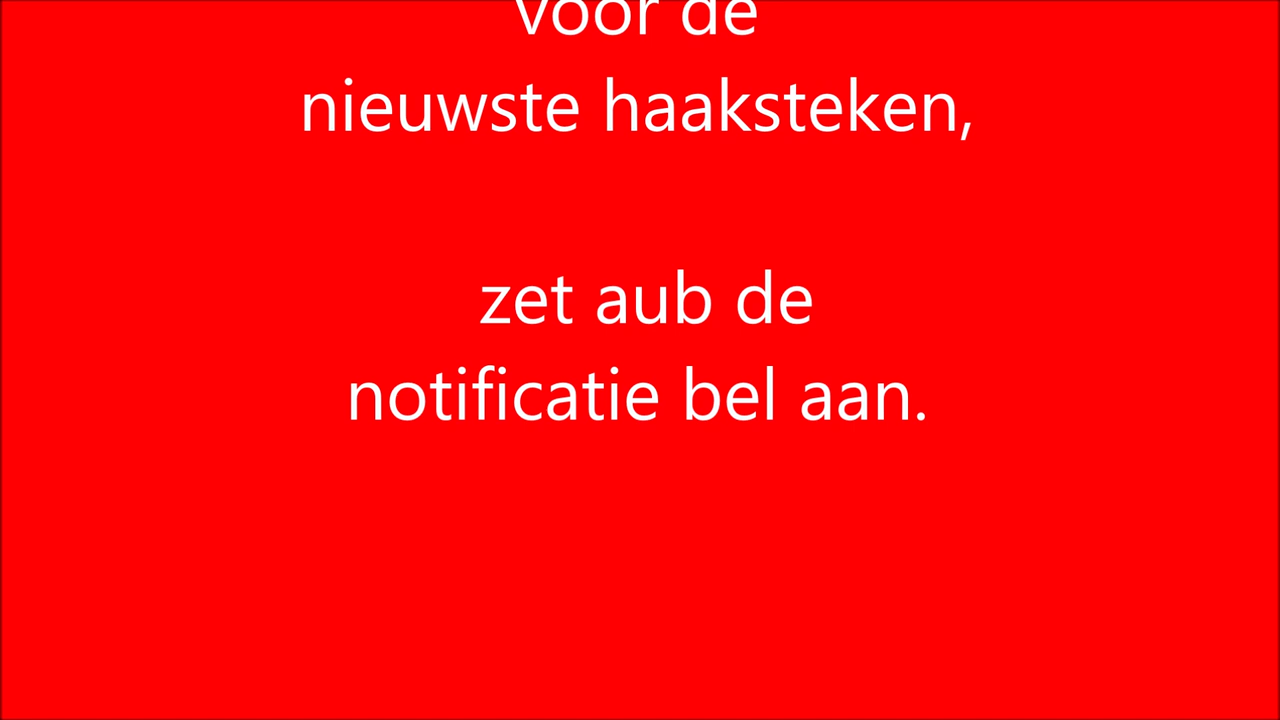 voor de
nieuwste haaksteken,
zet aub de
notificatie bel aan.